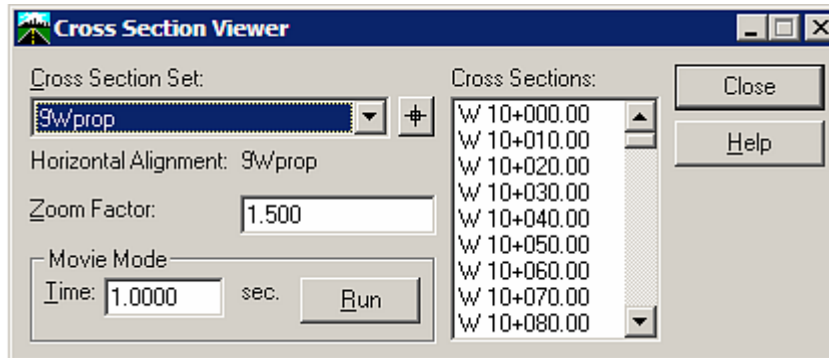 Cross Section Viewer
Cross Section Set:
9Wprop
Horizontal Alignment: 9Wprop
Zoom Factor: 1.500
Movie Mode
Time: 1.0000 sec. Run
Cross Sections:
W 10+000.00
W 10+010.00
W 10+020.00
W 10+030.00
W 10+040.00
W 10+050.00
W 10+060.00
W 10+070.00
W 10+080.00
Close
Help